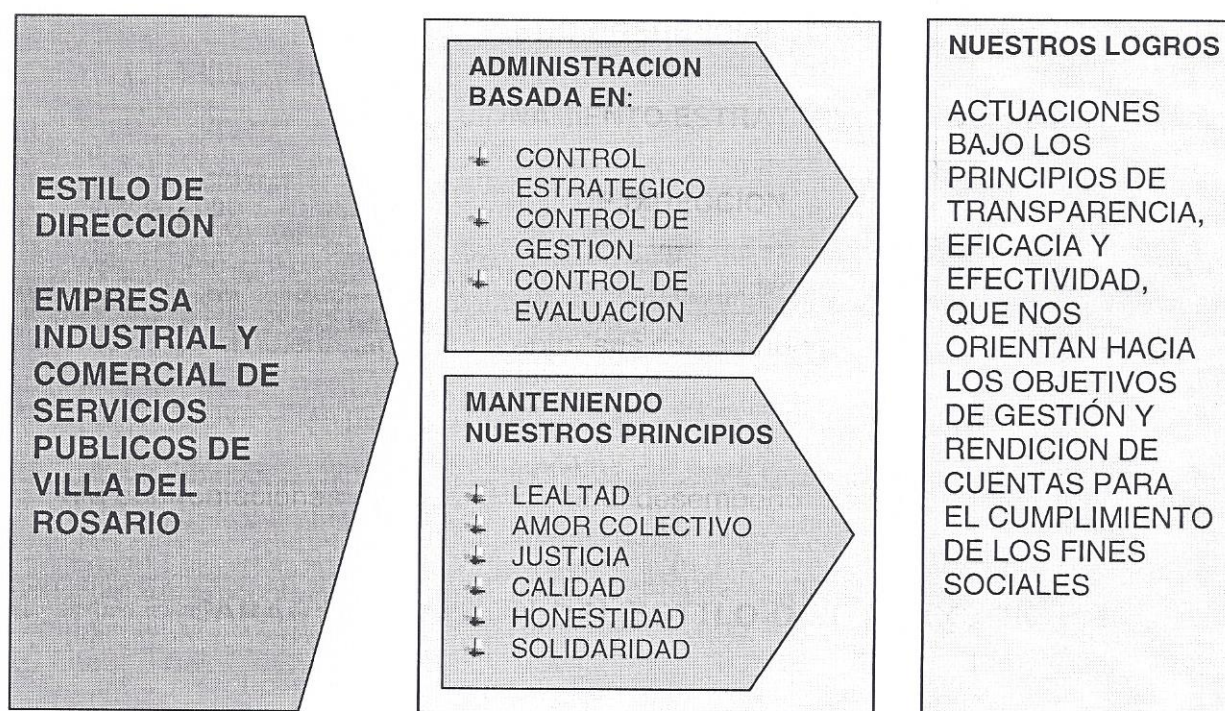 ESTILO DE
DIRECCIÓN
EMPRESA
INDUSTRIAL Y
COMERCIAL DE
SERVICIOS
PUBLICOS DE
VILLA DEL
ROSARIO
ADMINISTRACION
BASADA EN:
CONTROL
ESTRATEGICO
CONTROL DE
GESTION
CONTROL DE
EVALUACION
MANTENIENDO
NUESTROS PRINCIPIOS
LEALTAD
AMOR COLECTIVO
JUSTICIA
CALIDAD
HONESTIDAD
SOLIDARIDAD
NUESTROS LOGROS
ACTUACIONES
BAJO LOS
PRINCIPIOS DE
TRANSPARENCIA,
EFICACIA Y
EFECTIVIDAD,
QUE NOS
ORIENTAN HACIA
LOS OBJETIVOS
DE GESTIÓN Y
RENDICION DE
CUENTAS PARA
EL CUMPLIMIENTO
DE LOS FINES
SOCIALES